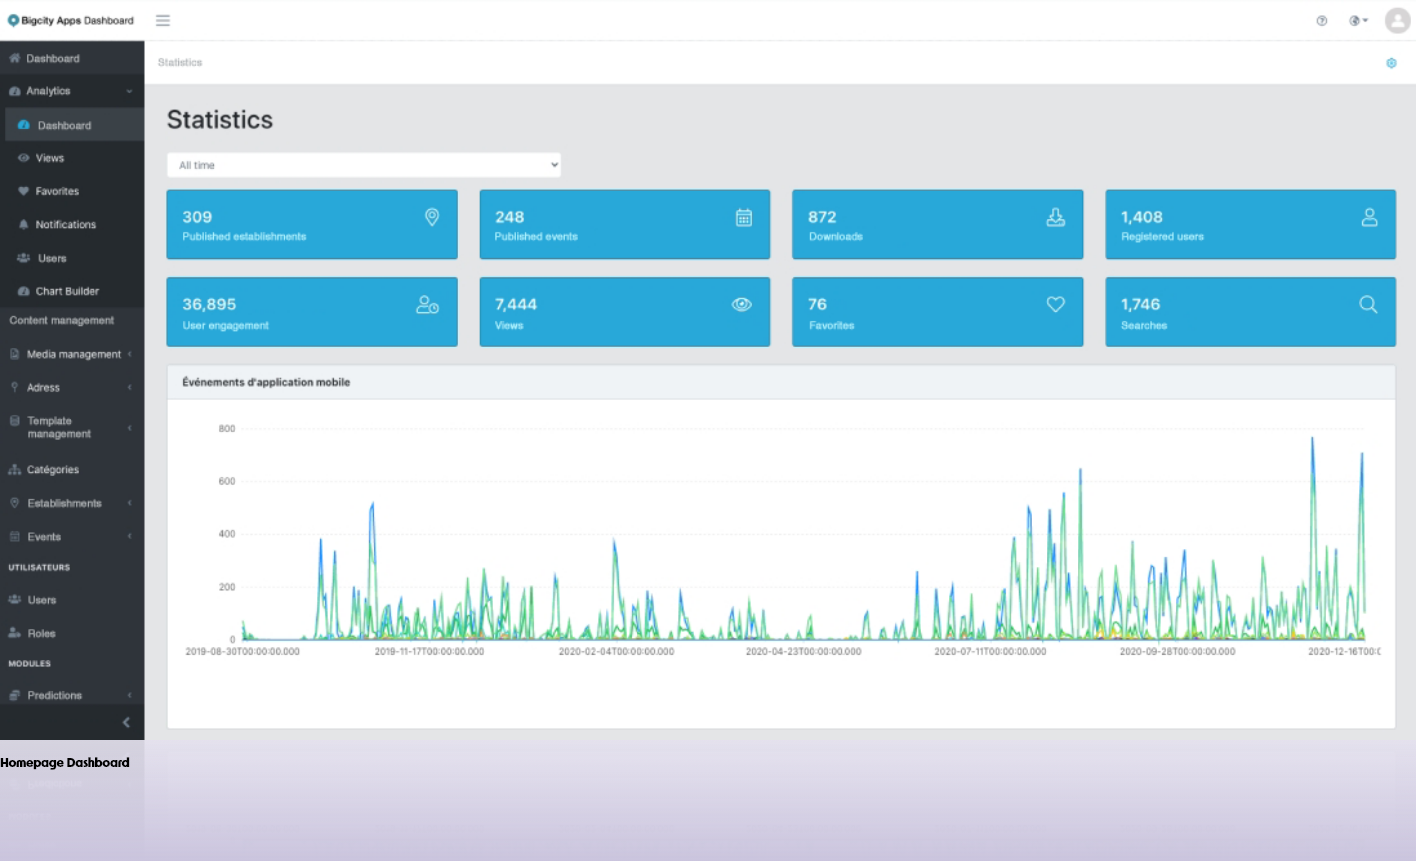 Bigcity Apps Dashboard
Dashboard
Analytics
Dashboard
Views
Favorites
Notifications
Users
Chart Builder
Content management
Media management
Adress
Template
management
Catégories
Establishments
Events
UTILISATEURS
Users
Roles
MODULES
Predictions
Statistics
Statistics
All time
309
Published establishments
248
Published events
872
Downloads
1,408
Registered users
36,895
User engagement
7,444
Views
76
Favorites
1,746
Searches
Événements d'application mobile
800
600
400
200
0
2019-08-30T00:00:00.000 2019-11-17T00:00:00.000 2020-02-04T00:00:00.000 2020-04-23T00:00:00.000 2020-07-11T00:00:00.000 2020-09-28T00:00:00.000 2020-12-16T00:0
Homepage Dashboard